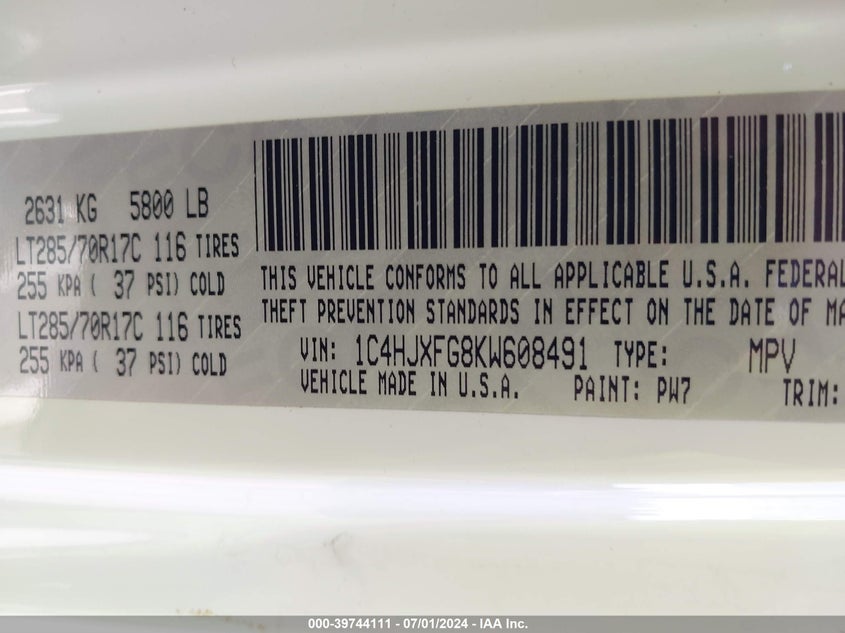 2631 KG 5800 LB
LT285/70R17C 116 TIRES
255 KPA ( 37 PSI) COLD
LT285/70R17C 116 TIRES
255 KPA ( 37 PSI) COLD
THIS VEHICLE CONFORMS TO ALL APPLICABLE U.S.A. FEDERAL
THEFT PREVENTION STANDARDS IN EFFECT ON THE DATE OF MA
VIN: 1C4HJXFG8KW608491 TYPE: MPV
VEHICLE MADE IN U.S.A. PAINT: PW7 TRIM:
000-39744111 - 07/01/2024 - IAA Inc.